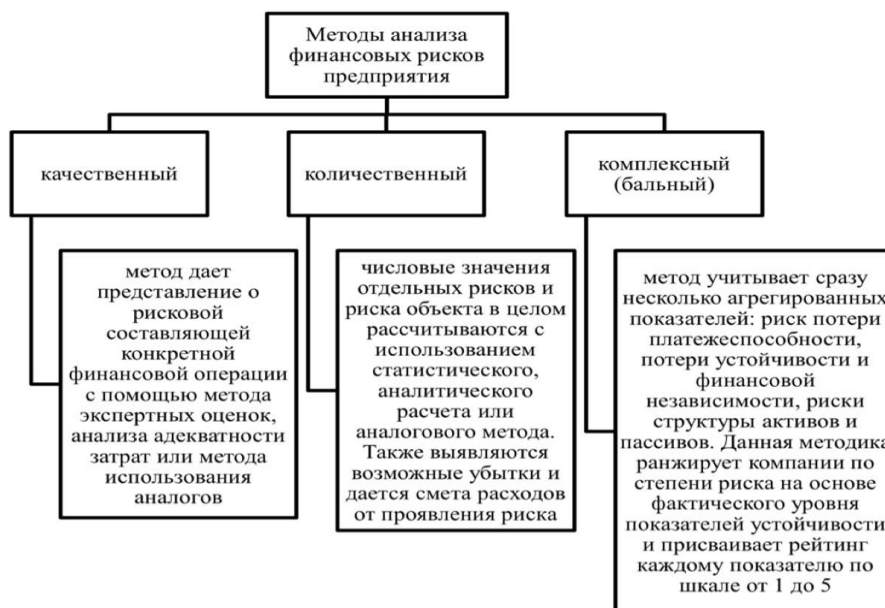 Методы анализа
финансовых рисков
предприятия
качественный
количественный
комплексный
(бальный)
метод дает
представление о
рисковой
составляющей
конкретной
финансовой операции
с помощью метода
экспертных оценок,
анализа адекватности
затрат или метода
использования
аналогов
числовые значения
отдельных рисков и
риска объекта в целом
рассчитываются с
использованием
статистического,
аналитического
расчета или
аналогового метода.
Также выявляются
возможные убытки и
дается смета расходов
от проявления риска
метод учитывает сразу
несколько агрегированных
показателей: риск потери
платежеспособности,
потери устойчивости и
финансовой
независимости, риски
структуры активов и
пассивов. Данная методика
ранжирует компании по
степени риска на основе
фактического уровня
показателей устойчивости
и присваивает рейтинг
каждому показателю по
шкале от 1 до 5